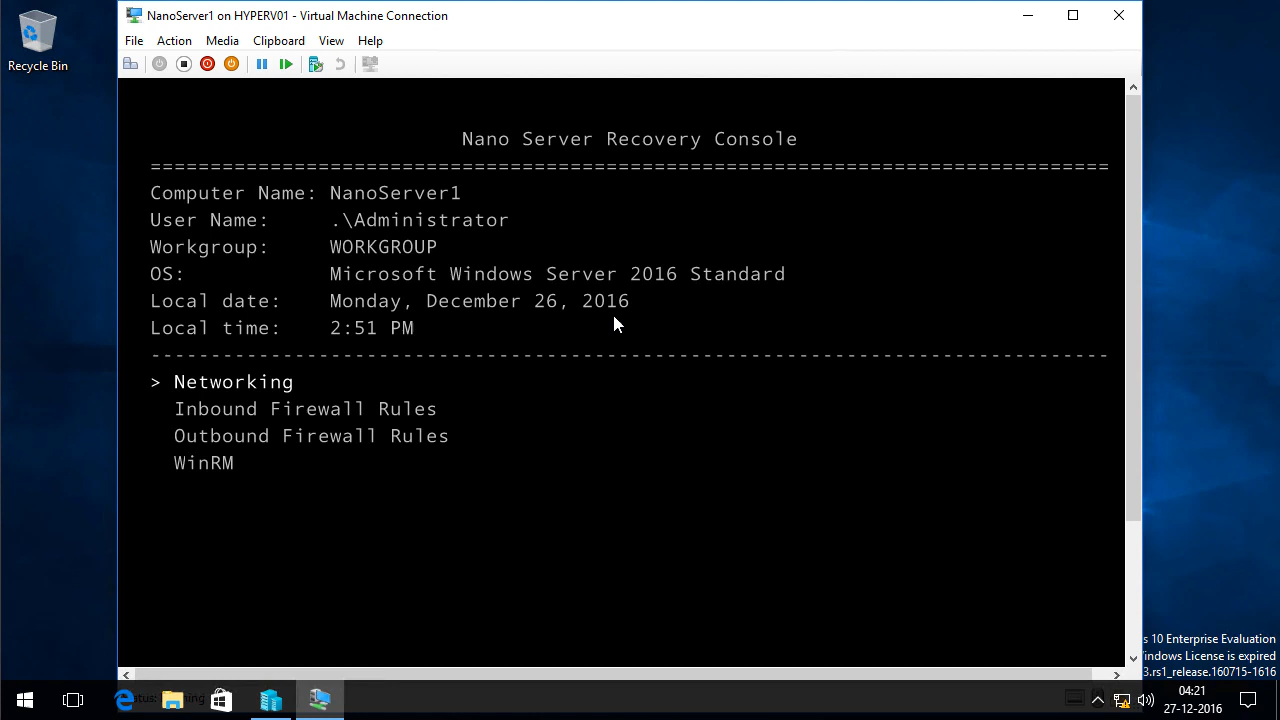 Recycle Bin
NanoServer1 on HYPERV01 - Virtual Machine Connection
File Action Media Clipboard View Help
Nano Server Recovery Console
================================================================================
Computer Name: NanoServer1
User Name: .\Administrator
Workgroup: WORKGROUP
OS: Microsoft Windows Server 2016 Standard
Local date: Monday, December 26, 2016
Local time: 2:51 PM
--------------------------------------------------------------------------------
> Networking
Inbound Firewall Rules
Outbound Firewall Rules
WinRM
s 10 Enterprise Evaluation
indows License is expired
3.rs1_release.160715-1616
04:21
27-12-2016